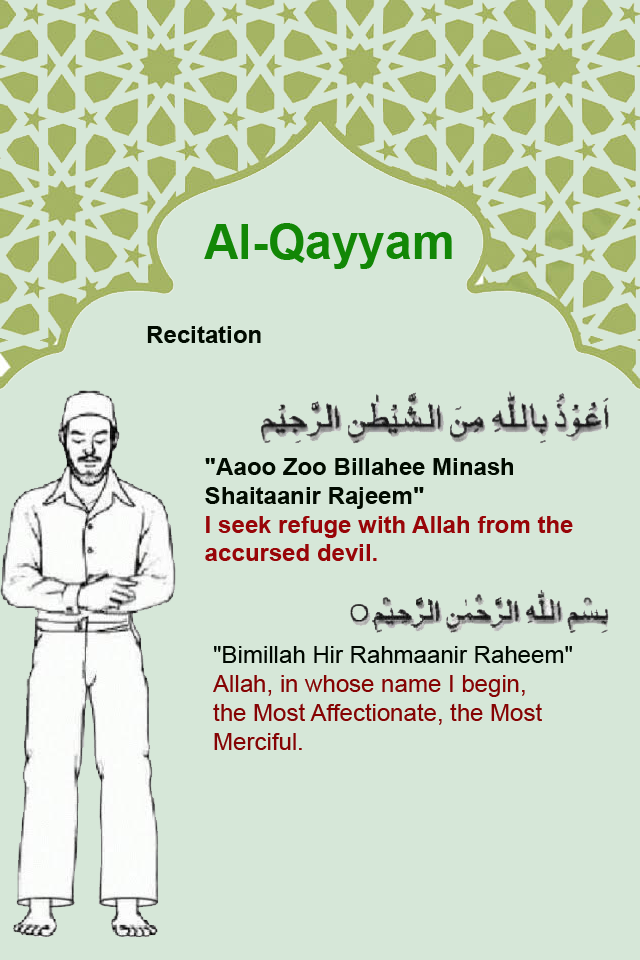 Al-Qayyam
Recitation
اَعُوْذُ بِاللّٰهِ مِنَ الشَّيْطٰنِ الرَّجِيْمِ
"Aaoo Zoo Billahee Minash
Shaitaanir Rajeem"
I seek refuge with Allah from the
accursed devil.
بِسْمِ اللّٰهِ الرَّحْمٰنِ الرَّحِيْمِ ○
"Bimillah Hir Rahmaanir Raheem"
Allah, in whose name I begin,
the Most Affectionate, the Most
Merciful.